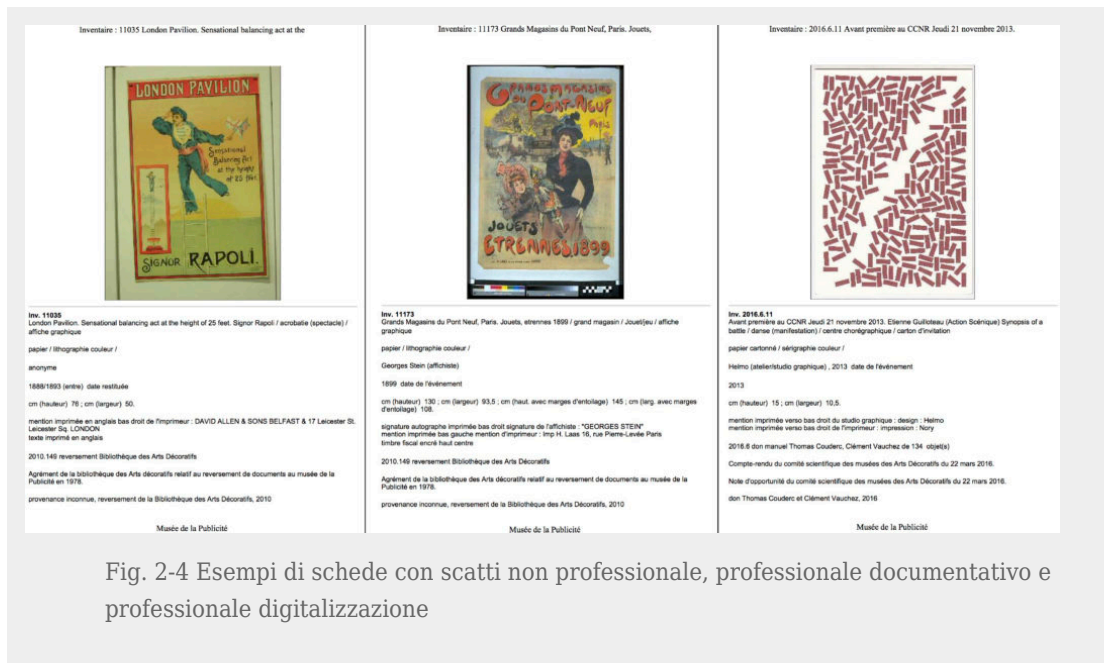 Inventaire : 11035 London Pavilion. Sensational balancing act at the
LONDON PAVILION
Sensational
Balancing Act
at the height
of 25 feet.
SIGNOR RAPOLI.
Inv. 11035
London Pavilion. Sensational balancing act at the height of 25 feet. Signor Rapoli / acrobatie (spectacle) /
affiche graphique
papier / lithographie couleur /
anonyme
1888/1893 (entre) date restituée
cm (hauteur) 76 ; cm (largeur) 50.
mention imprimée en anglais bas droit de l'imprimeur : DAVID ALLEN & SONS BELFAST & 17 Leicester St.
Leicester Sq. LONDON
texte imprimé en anglais
2010.149 reversement Bibliothèque des Arts Décoratifs
Agrément de la bibliothèque des Arts décoratifs relatif au reversement de documents au musée de la
Publicité en 1978.
provenance inconnue, reversement de la Bibliothèque des Arts Décoratifs, 2010
Musée de la Publicité
Inventaire : 11173 Grands Magasins du Pont Neuf, Paris. Jouets,
GRANDS MAGASINS
DU PONT-NEUF
PARIS
JOUETS
ETRENNES.1899
Inv. 11173
Grands Magasins du Pont Neuf, Paris. Jouets, etrennes 1899 / grand magasin / Jouet/jeu / affiche
graphique
papier / lithographie couleur /
Georges Stein (affichiste)
1899 date de l'événement
cm (hauteur) 130 ; cm (largeur) 93,5 ; cm (haut. avec marges d'entoilage) 145 ; cm (larg. avec marges
d'entoilage) 108.
signature autographe imprimée bas droit signature de l'affichiste : "GEORGES STEIN"
mention imprimée bas gauche mention d'imprimeur : Imp H. Laas 16, rue Pierre-Levée Paris
timbre fiscal encré haut centre
2010.149 reversement Bibliothèque des Arts Décoratifs
Agrément de la bibliothèque des Arts décoratifs relatif au reversement de documents au musée de la
Publicité en 1978.
provenance inconnue, reversement de la Bibliothèque des Arts Décoratifs, 2010
Musée de la Publicité
Inventaire : 2016.6.11 Avant première au CCNR Jeudi 21 novembre 2013.
Inv. 2016.6.11
Avant première au CCNR Jeudi 21 novembre 2013. Etienne Guilloteau (Action Scénique) Synopsis of a
battle / danse (manifestation) / centre chorégraphique / carton d'invitation
papier cartonné / sérigraphie couleur /
Helmo (atelier/studio graphique) , 2013 date de l'événement
2013
cm (hauteur) 15 ; cm (largeur) 10,5.
mention imprimée verso bas droit du studio graphique : design : Helmo
mention imprimée verso bas droit de l'imprimeur : impression : Nory
2016.6 don manuel Thomas Couderc, Clément Vauchez de 134 objet(s)
Compte-rendu du comité scientifique des musées des Arts Décoratifs du 22 mars 2016.
Note d'opportunité du comité scientifique des musées des Arts Décoratifs du 22 mars 2016.
don Thomas Couderc et Clément Vauchez, 2016
Musée de la Publicité
Fig. 2-4 Esempi di schede con scatti non professionale, professionale documentativo e
professionale digitalizzazione